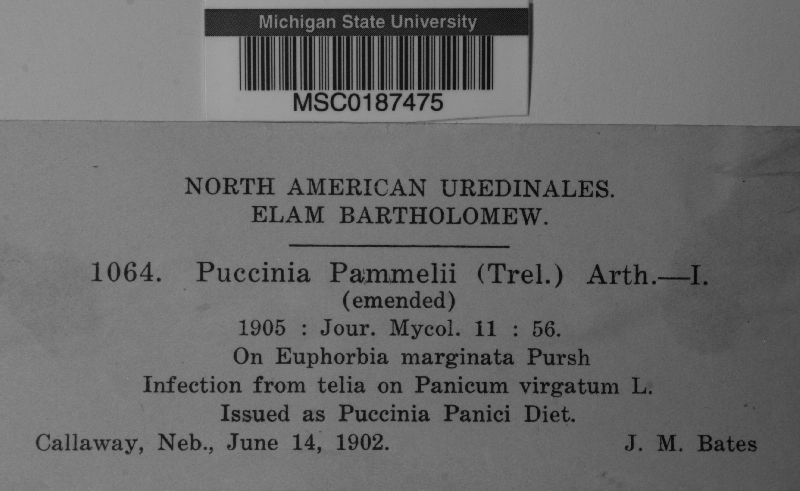 Michigan State University
MSC0187475
NORTH AMERICAN UREDINALES.
ELAM BARTHOLOMEW.
1064. Puccinia Pammelii (Trel.) Arth.—I.
(emended)
1905 : Jour. Mycol. 11 : 56.
On Euphorbia marginata Pursh
Infection from telia on Panicum virgatum L.
Issued as Puccinia Panici Diet.
Callaway, Neb., June 14, 1902. J. M. Bates